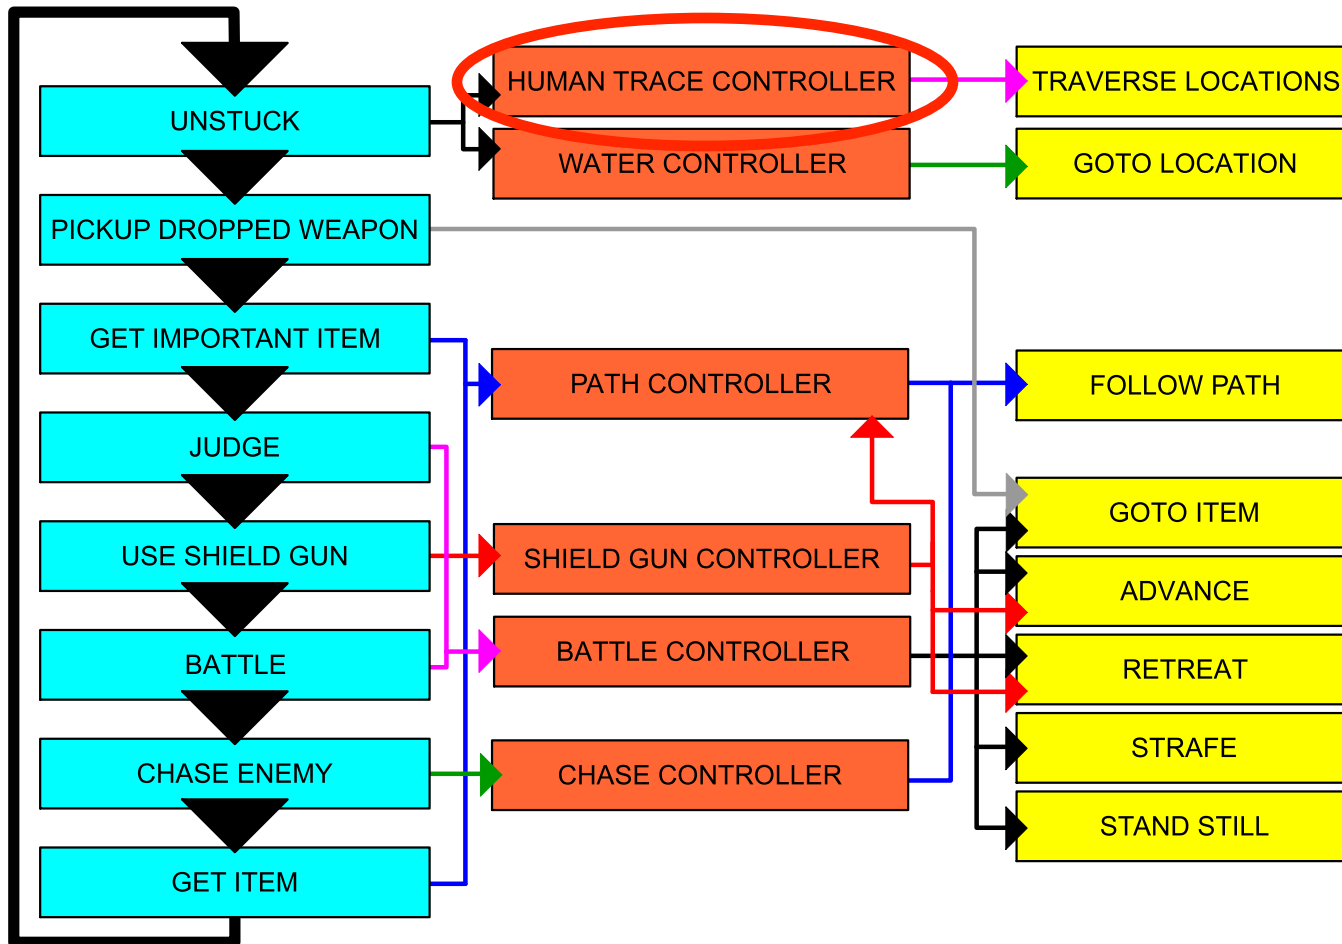 UNSTUCK
PICKUP DROPPED WEAPON
GET IMPORTANT ITEM
JUDGE
USE SHIELD GUN
BATTLE
CHASE ENEMY
GET ITEM
HUMAN TRACE CONTROLLER
WATER CONTROLLER
PATH CONTROLLER
SHIELD GUN CONTROLLER
BATTLE CONTROLLER
CHASE CONTROLLER
TRAVERSE LOCATIONS
GOTO LOCATION
FOLLOW PATH
GOTO ITEM
ADVANCE
RETREAT
STRAFE
STAND STILL